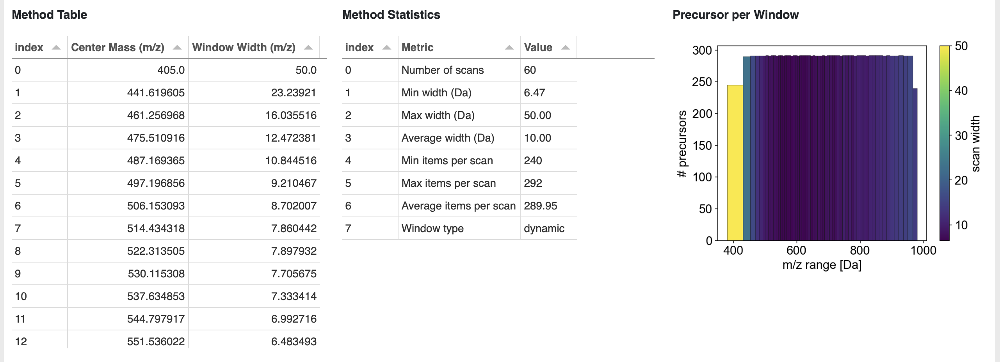 Method Table
index Center Mass (m/z) Window Width (m/z)
0 405.0 50.0
1 441.619605 23.23921
2 461.256968 16.035516
3 475.510916 12.472381
4 487.169365 10.844516
5 497.196856 9.210467
6 506.153093 8.702007
7 514.434318 7.860442
8 522.313505 7.897932
9 530.115308 7.705675
10 537.634853 7.333414
11 544.797917 6.992716
12 551.536022 6.483493
Method Statistics
index Metric Value
0 Number of scans 60
1 Min width (Da) 6.47
2 Max width (Da) 50.00
3 Average width (Da) 10.00
4 Min items per scan 240
5 Max items per scan 292
6 Average items per scan 289.95
7 Window type dynamic
Precursor per Window
# precursors
300
250
200
150
100
50
0
400 600 800 1000
m/z range [Da]
50
40
30
20
10
scan width